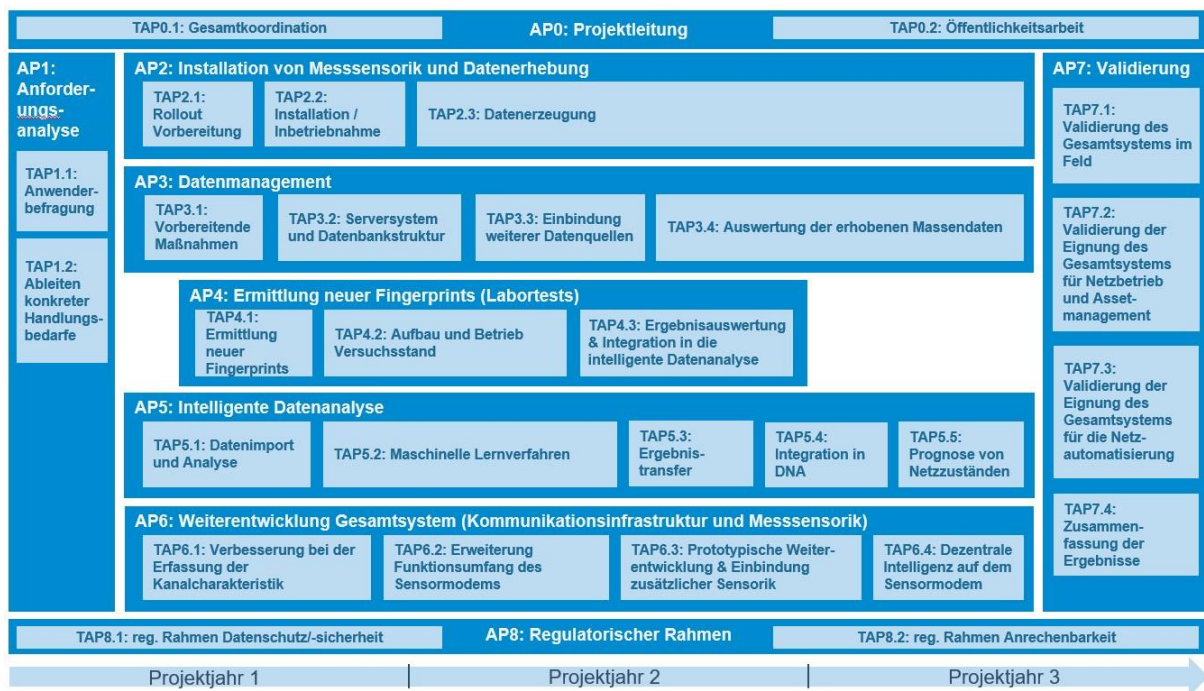 TAP0.1: Gesamtkoordination
AP0: Projektleitung
TAP0.2: Öffentlichkeitsarbeit
AP1:
Anforder-
ungs-
analyse
TAP1.1:
Anwender-
befragung
TAP1.2:
Ableiten
konkreter
Handlungs-
bedarfe
AP2: Installation von Messsensorik und Datenerhebung
TAP2.1:
Rollout
Vorbereitung
TAP2.2:
Installation /
Inbetriebnahme
TAP2.3: Datenerzeugung
AP3: Datenmanagement
TAP3.1:
Vorbereitende
Maßnahmen
TAP3.2: Serversystem
und Datenbankstruktur
TAP3.3: Einbindung
weiterer Datenquellen
TAP3.4: Auswertung der erhobenen Massendaten
AP4: Ermittlung neuer Fingerprints (Labortests)
TAP4.1:
Ermittlung
neuer
Fingerprints
TAP4.2: Aufbau und Betrieb
Versuchsstand
TAP4.3: Ergebnisauswertung
& Integration in die
intelligente Datenanalyse
AP5: Intelligente Datenanalyse
TAP5.1: Datenimport
und Analyse
TAP5.2: Maschinelle Lernverfahren
TAP5.3:
Ergebnis-
transfer
TAP5.4:
Integration in
DNA
TAP5.5:
Prognose von
Netzzuständen
AP6: Weiterentwicklung Gesamtsystem (Kommunikationsinfrastruktur und Messsensorik)
TAP6.1: Verbesserung bei der
Erfassung der
Kanalcharakteristik
TAP6.2: Erweiterung
Funktionsumfang des
Sensormodems
TAP6.3: Prototypische Weiter-
entwicklung & Einbindung
zusätzlicher Sensorik
TAP6.4: Dezentrale
Intelligenz auf dem
Sensormodem
AP7: Validierung
TAP7.1:
Validierung des
Gesamtsystems im
Feld
TAP7.2:
Validierung der
Eignung des
Gesamtsystems
für Netzbetrieb
und Asset-
management
TAP7.3:
Validierung der
Eignung des
Gesamtsystems
für die Netz-
automatisierung
TAP7.4:
Zusammen-
fassung der
Ergebnisse
TAP8.1: reg. Rahmen Datenschutz/-sicherheit
AP8: Regulatorischer Rahmen
TAP8.2: reg. Rahmen Anrechenbarkeit
Projektjahr 1
Projektjahr 2
Projektjahr 3